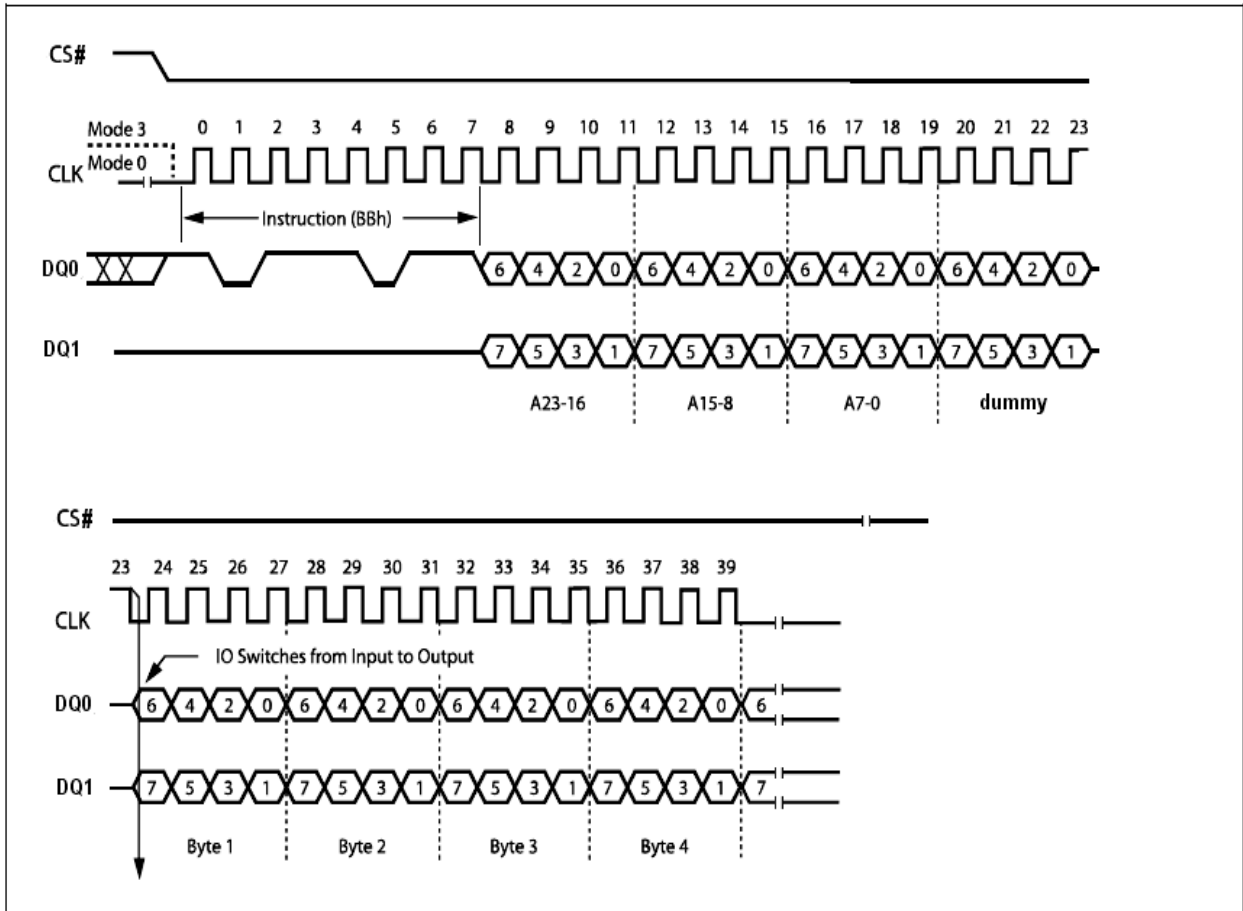 CS#
Mode 3
0 1 2 3 4 5 6 7 8 9 10 11 12 13 14 15 16 17 18 19 20 21 22 23
Mode 0
CLK
Instruction (BBh)
DQ0 6 4 2 0 6 4 2 0 6 4 2 0 6 4 2 0
DQ1 7 5 3 1 7 5 3 1 7 5 3 1 7 5 3 1
A23-16 A15-8 A7-0 dummy
CS#
23 24 25 26 27 28 29 30 31 32 33 34 35 36 37 38 39
CLK
IO Switches from Input to Output
DQ0 6 4 2 0 6 4 2 0 6 4 2 0 6 4 2 0 6
DQ1 7 5 3 1 7 5 3 1 7 5 3 1 7 5 3 1 7
Byte 1 Byte 2 Byte 3 Byte 4